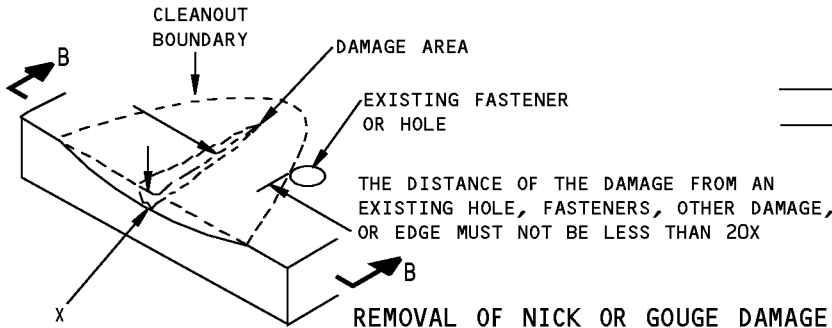 CLEANOUT
BOUNDARY
B
DAMAGE AREA
EXISTING FASTENER
OR HOLE
THE DISTANCE OF THE DAMAGE FROM AN
EXISTING HOLE, FASTENERS, OTHER DAMAGE,
OR EDGE MUST NOT BE LESS THAN 20X
B
X
REMOVAL OF NICK OR GOUGE DAMAGE